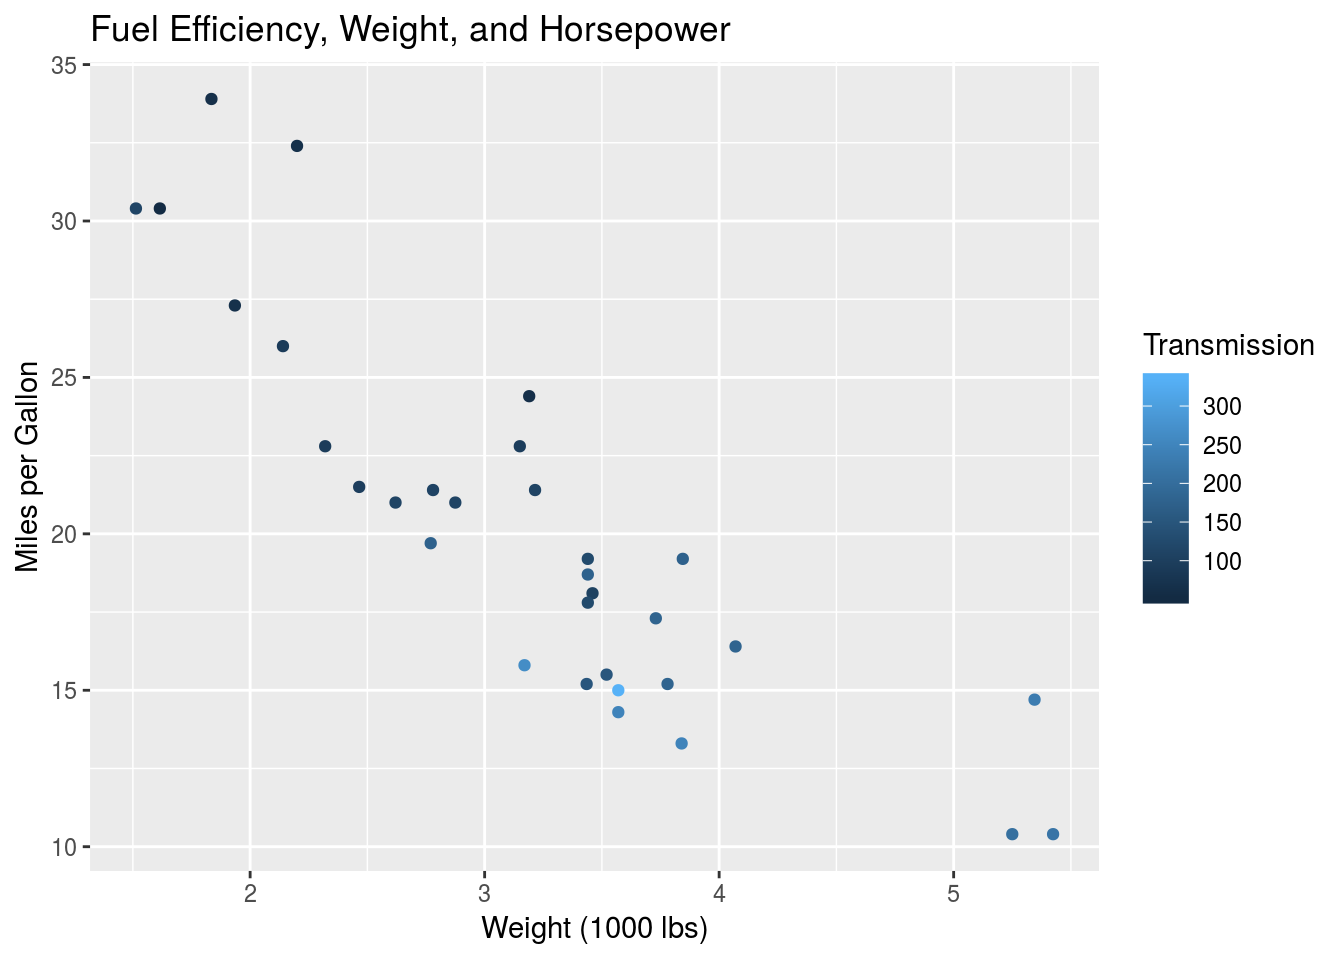 Fuel Efficiency, Weight, and Horsepower
35
30
25
20
15
10
Miles per Gallon
2 3 4 5
Weight (1000 lbs)
Transmission
300
250
200
150
100